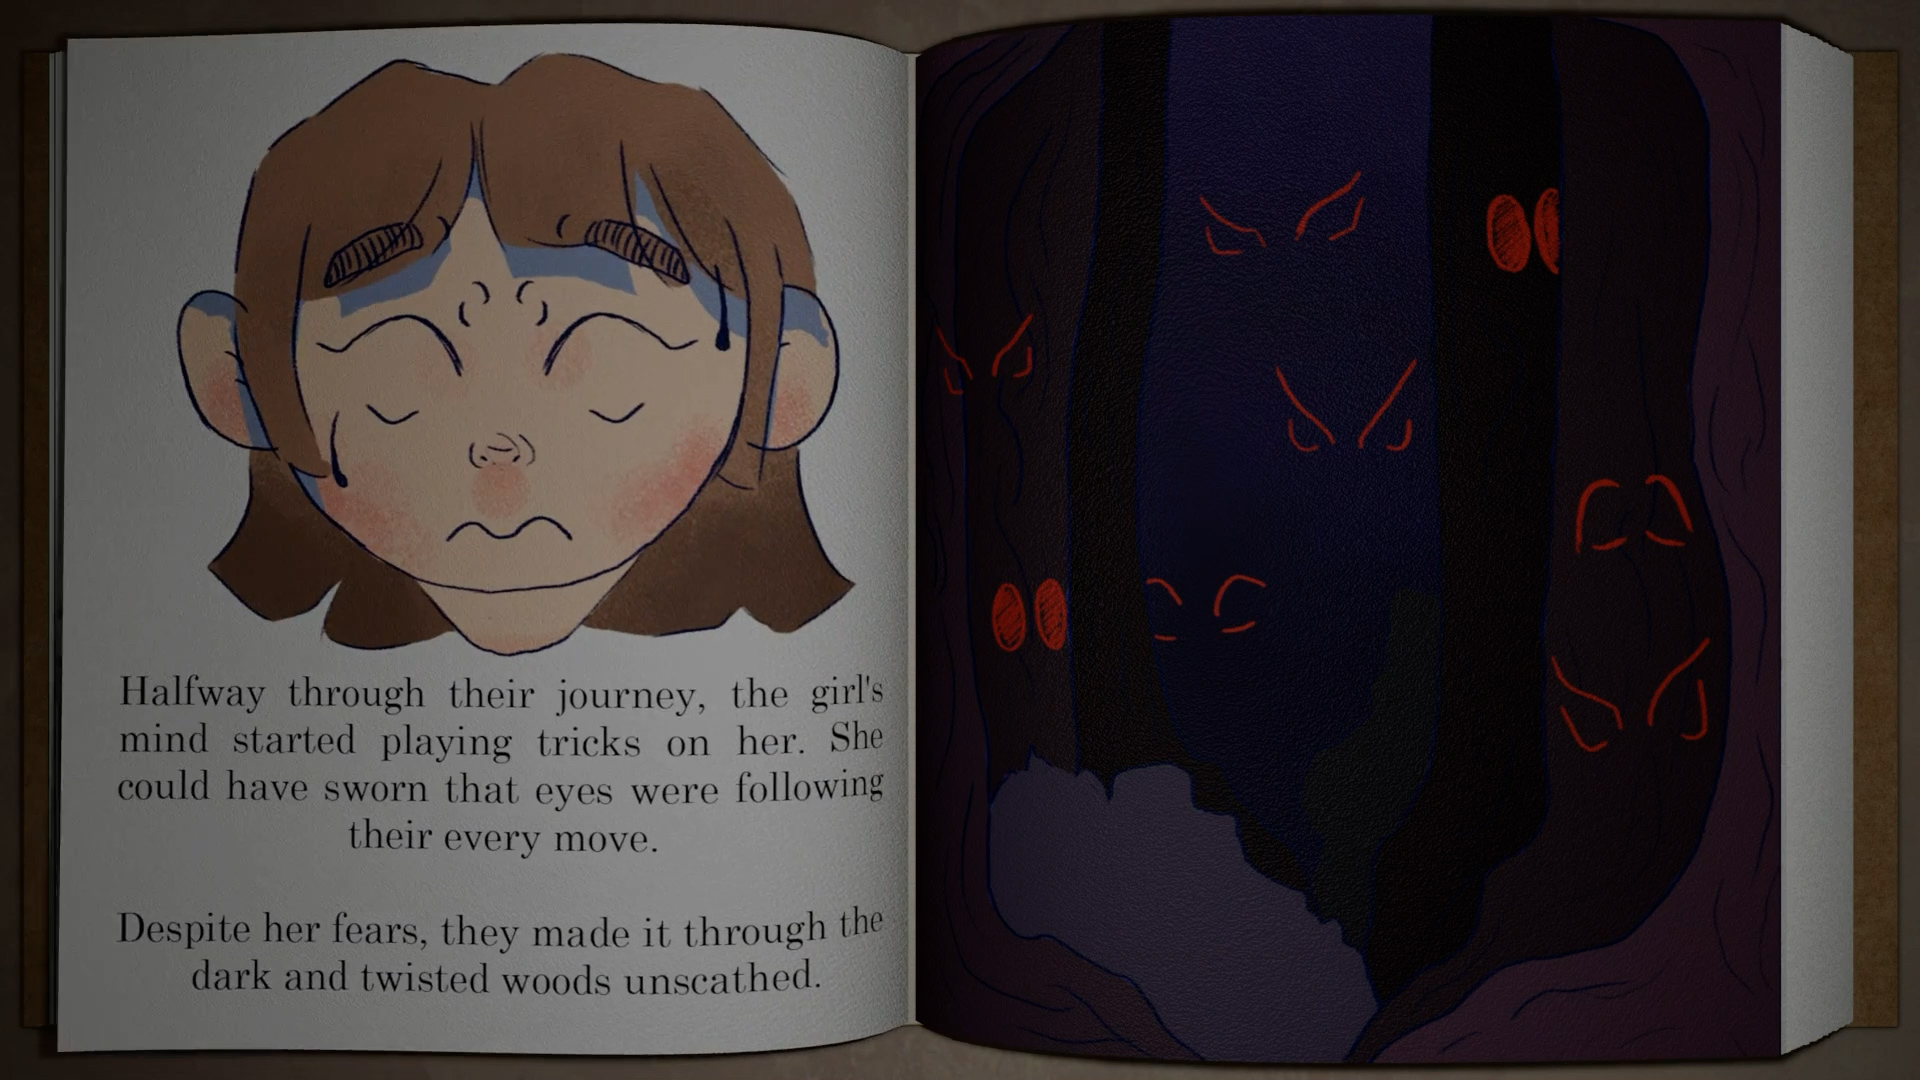 Halfway through their journey, the girl's
mind started playing tricks on her. She
could have sworn that eyes were following
their every move.
Despite her fears, they made it through the
dark and twisted woods unscathed.